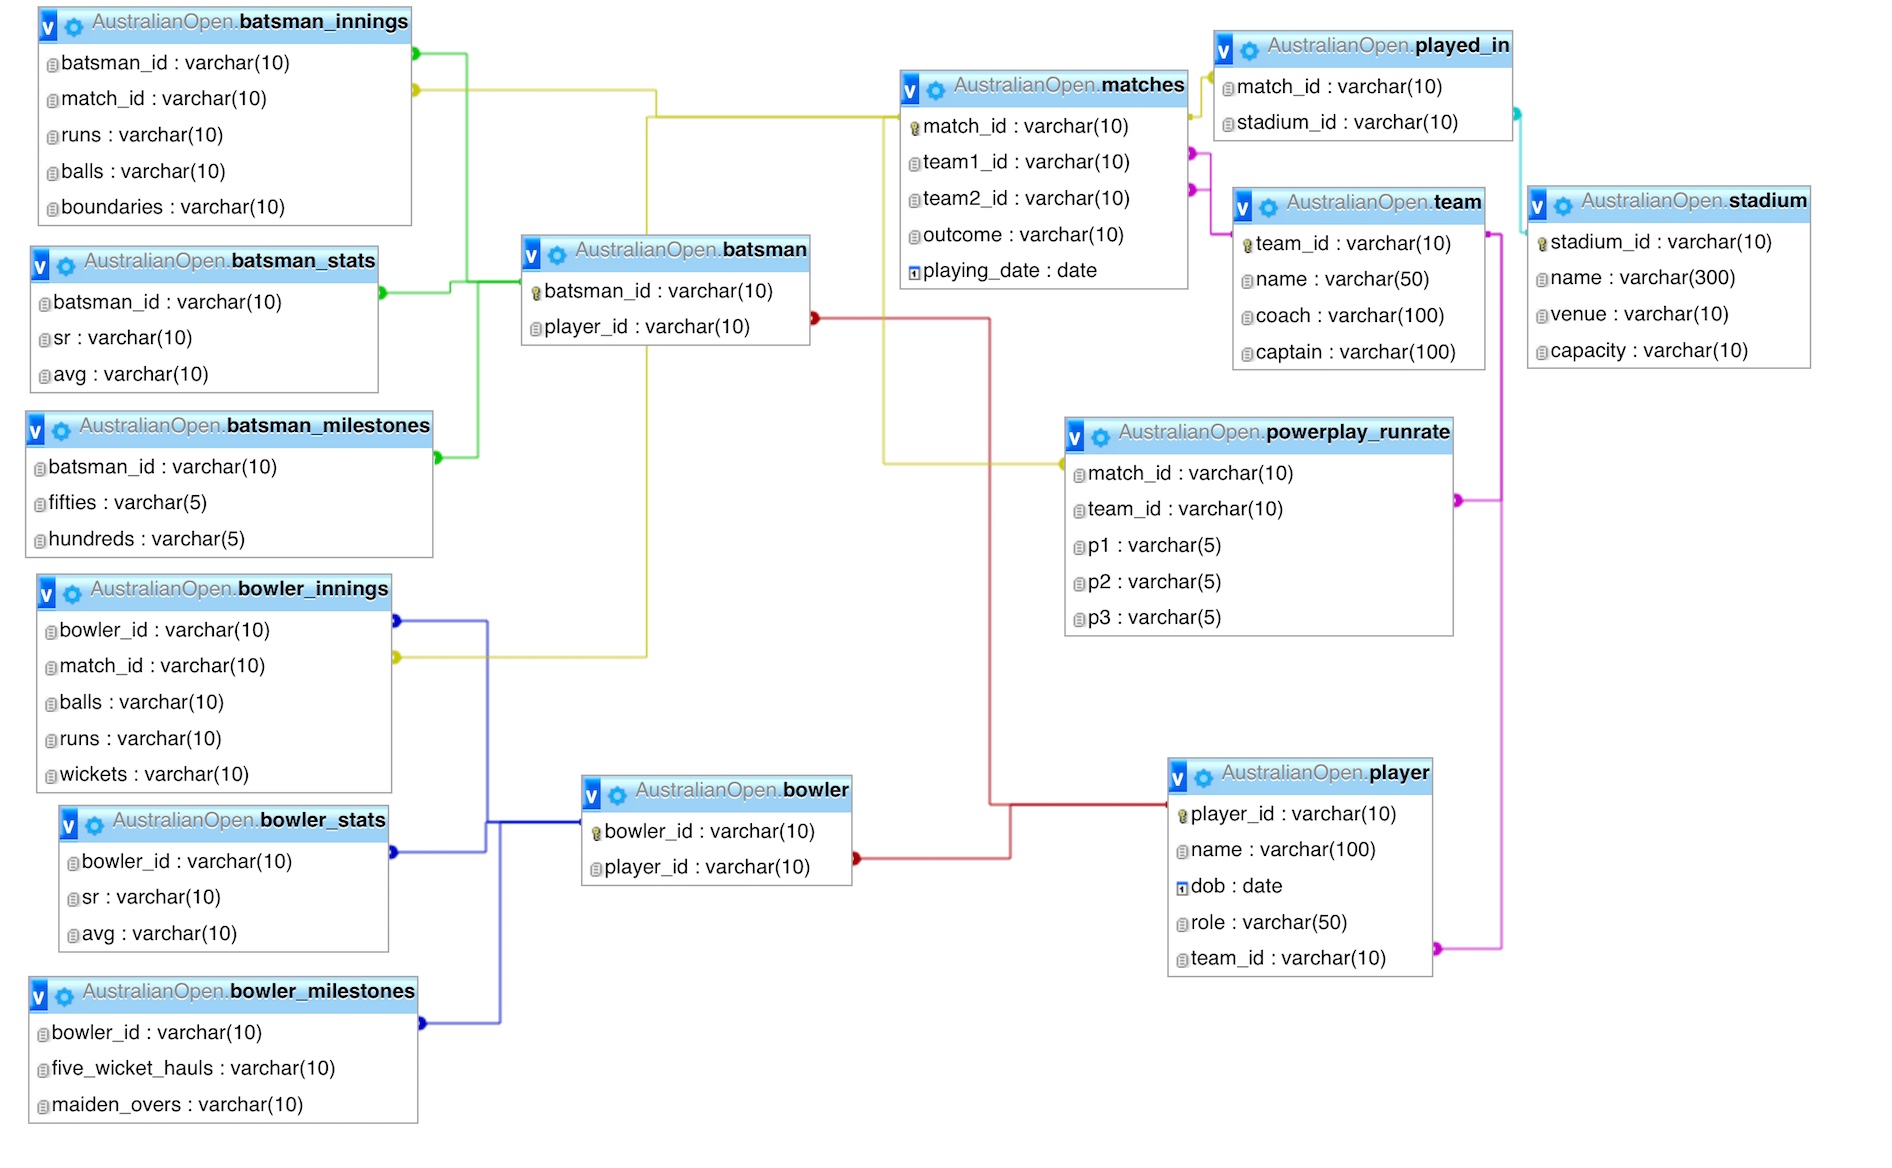 AustralianOpen.batsman_innings
batsman_id : varchar(10)
match_id : varchar(10)
runs : varchar(10)
balls : varchar(10)
boundaries : varchar(10)
AustralianOpen.batsman_stats
batsman_id : varchar(10)
sr : varchar(10)
avg : varchar(10)
AustralianOpen.batsman_milestones
batsman_id : varchar(10)
fifties : varchar(5)
hundreds : varchar(5)
AustralianOpen.bowler_innings
bowler_id : varchar(10)
match_id : varchar(10)
balls : varchar(10)
runs : varchar(10)
wickets : varchar(10)
AustralianOpen.bowler_stats
bowler_id : varchar(10)
sr : varchar(10)
avg : varchar(10)
AustralianOpen.bowler_milestones
bowler_id : varchar(10)
five_wicket_hauls : varchar(10)
maiden_overs : varchar(10)
AustralianOpen.batsman
batsman_id : varchar(10)
player_id : varchar(10)
AustralianOpen.bowler
bowler_id : varchar(10)
player_id : varchar(10)
AustralianOpen.matches
match_id : varchar(10)
team1_id : varchar(10)
team2_id : varchar(10)
outcome : varchar(10)
playing_date : date
AustralianOpen.played_in
match_id : varchar(10)
stadium_id : varchar(10)
AustralianOpen.team
team_id : varchar(10)
name : varchar(50)
coach : varchar(100)
captain : varchar(100)
AustralianOpen.stadium
stadium_id : varchar(10)
name : varchar(300)
venue : varchar(10)
capacity : varchar(10)
AustralianOpen.powerplay_runrate
match_id : varchar(10)
team_id : varchar(10)
p1 : varchar(5)
p2 : varchar(5)
p3 : varchar(5)
AustralianOpen.player
player_id : varchar(10)
name : varchar(100)
dob : date
role : varchar(50)
team_id : varchar(10)